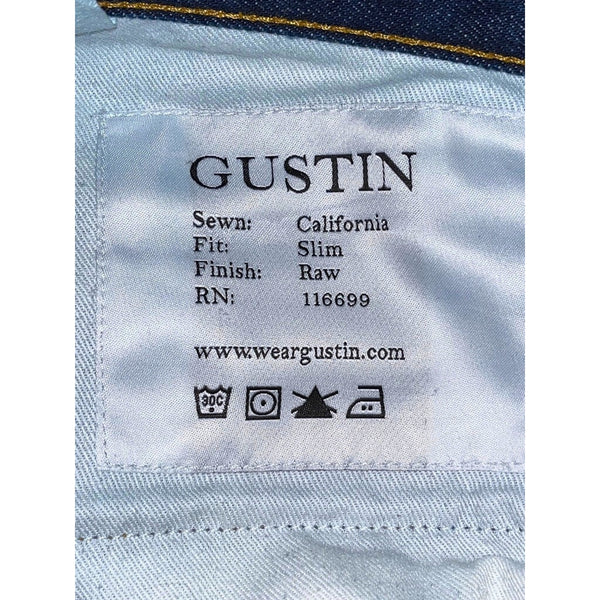 GUSTIN
Sewn: California
Fit: Slim
Finish: Raw
RN: 116699
www.weargustin.com
30C